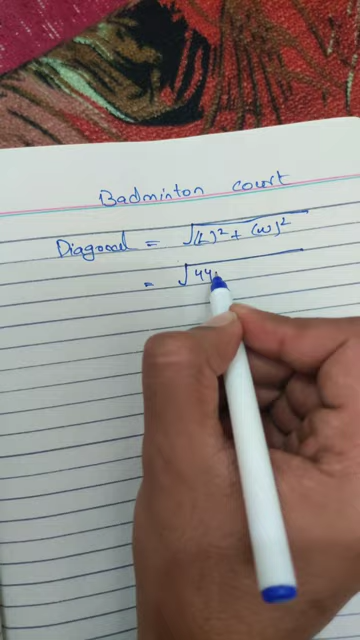 Badminton court
Diagonal = √(L)² + (w)²
= √44